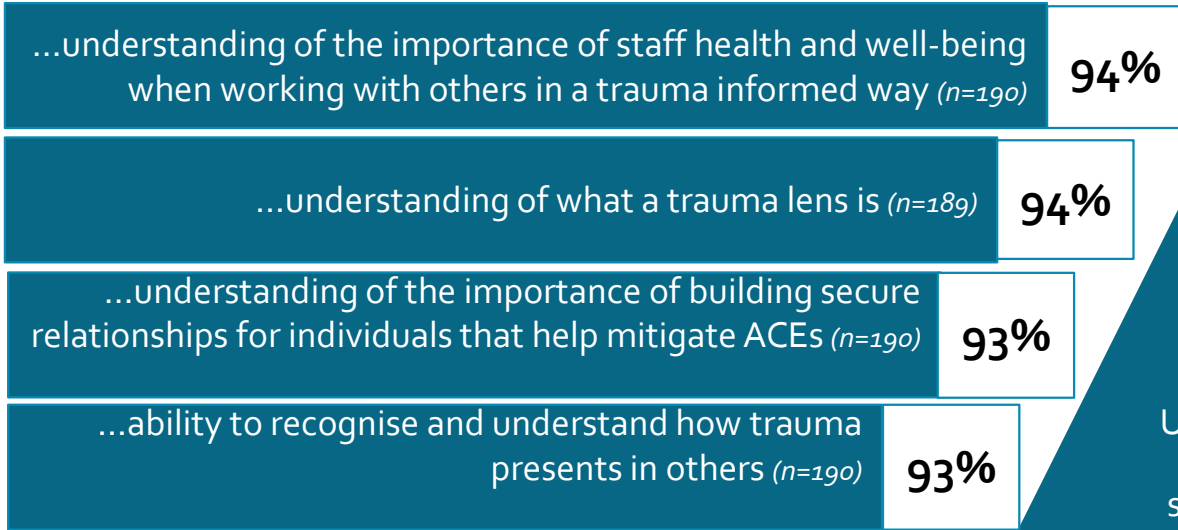 ...understanding of the importance of staff health and well-being
when working with others in a trauma informed way (n=190)
94%
...understanding of what a trauma lens is (n=189)
94%
...understanding of the importance of building secure
relationships for individuals that help mitigate ACEs (n=190)
93%
...ability to recognise and understand how trauma
presents in others (n=190)
93%